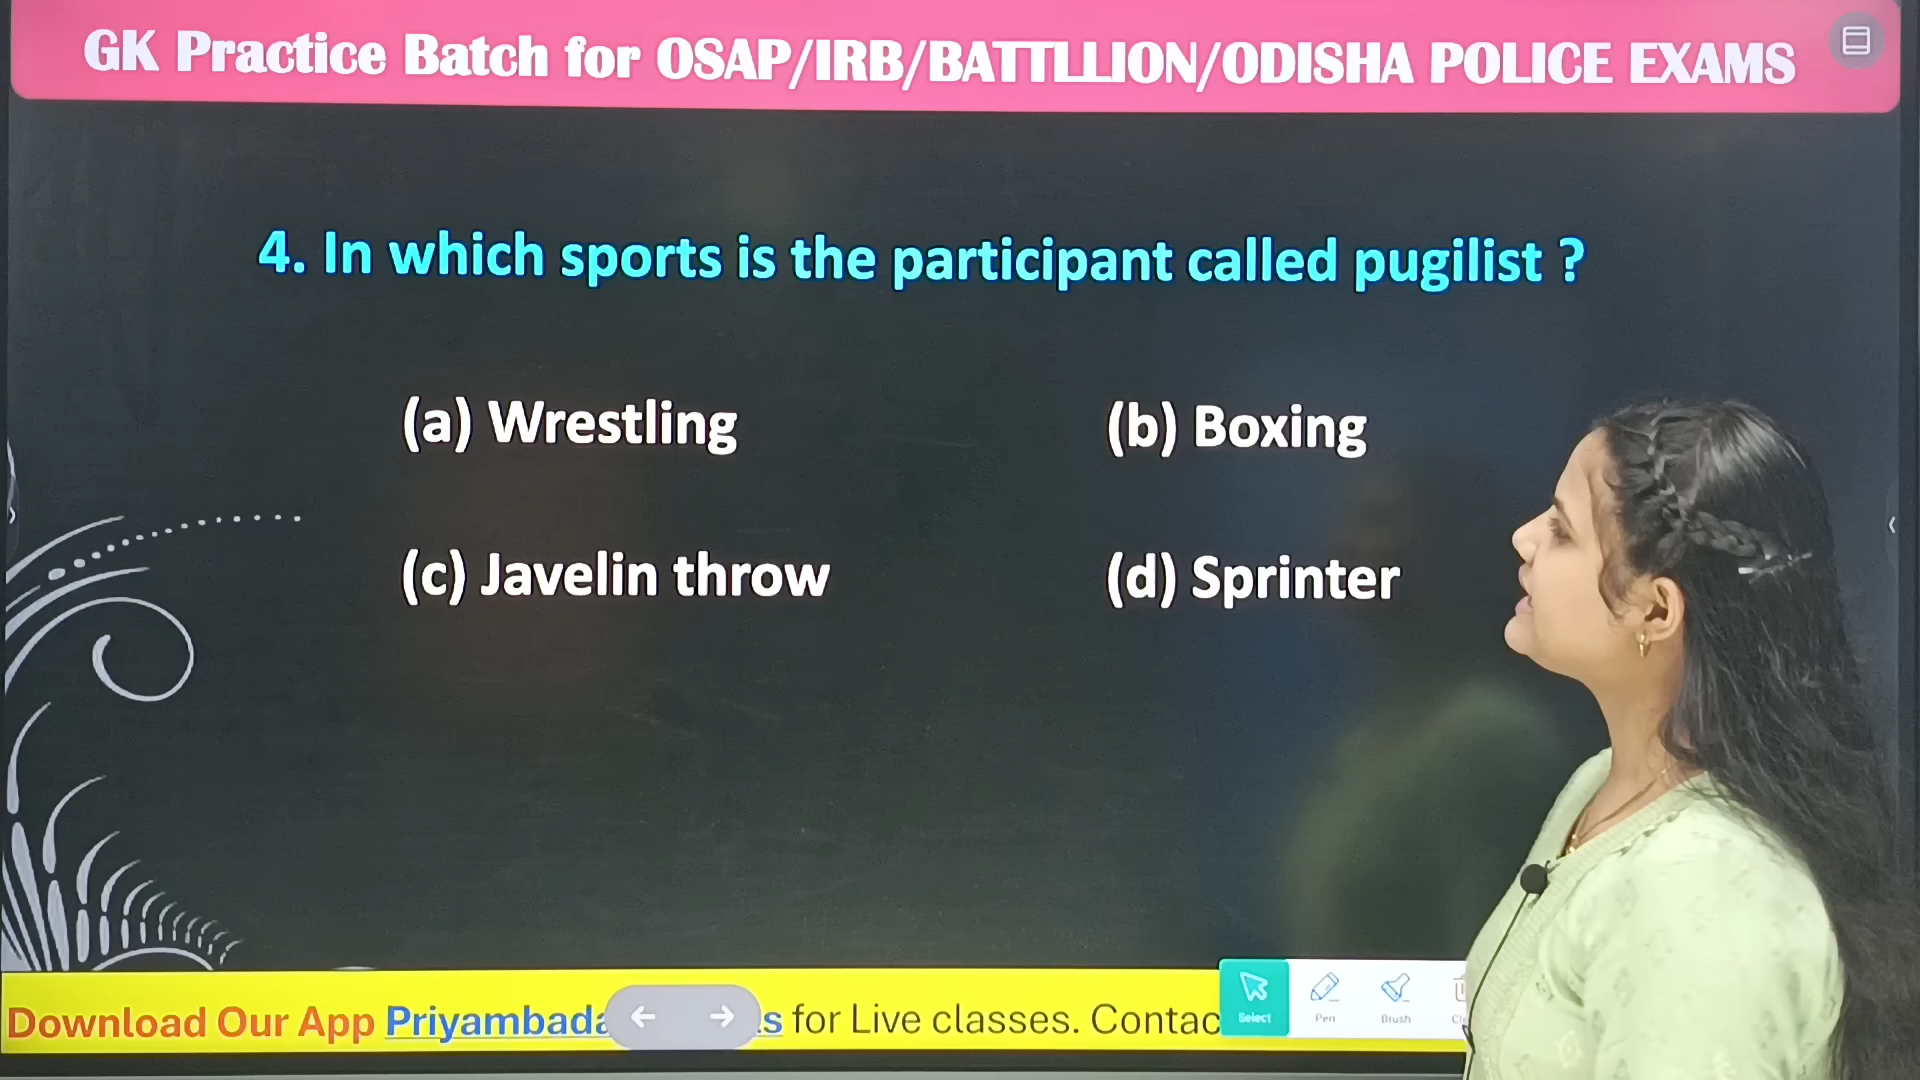 GK Practice Batch for OSAP/IRB/BATTLLION/ODISHA POLICE EXAMS
4. In which sports is the participant called pugilist ?
(a) Wrestling
(b) Boxing
(c) Javelin throw
(d) Sprinter
Download Our App Priyambada for Live classes.
Select
Pen
Brush